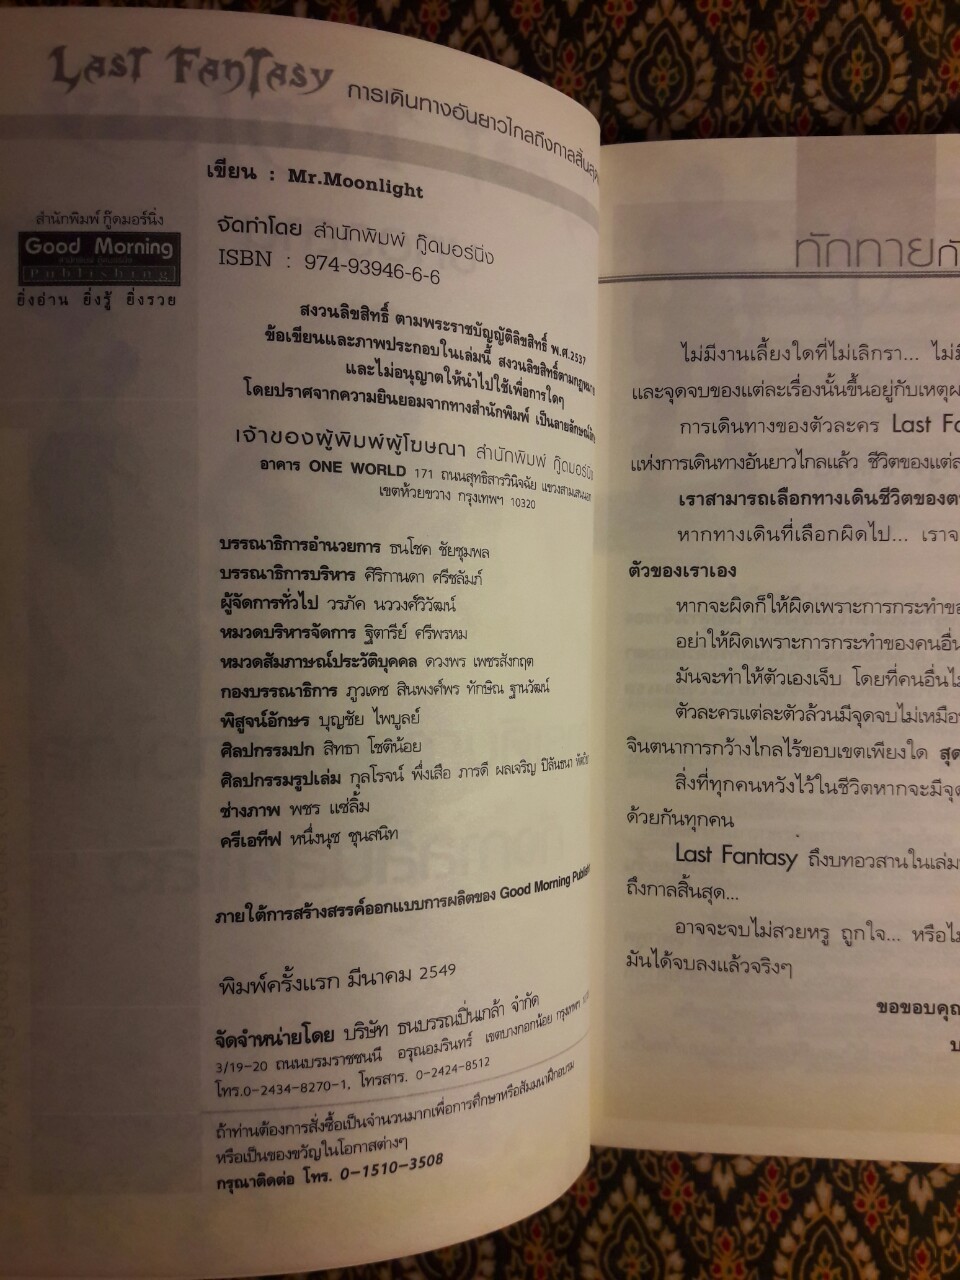 Last Fantasy การเดินทางอันยาวไกลถึงกาลสิ้นสุด
เขียน : Mr.Moonlight
สำนักพิมพ์ กู๊ดมอร์นิ่ง
Good Morning
Publishing
ยิ่งอ่าน ยิ่งรู้ ยิ่งรวย
จัดทำโดย สำนักพิมพ์ กู๊ดมอร์นิ่ง
ISBN : 974-93946-6-6
สงวนลิขสิทธิ์ ตามพระราชบัญญัติลิขสิทธิ์ พ.ศ.2537
ข้อเขียนและภาพประกอบในเล่มนี้ สงวนลิขสิทธิ์ตามกฎหมาย
และไม่อนุญาตให้นำไปใช้เพื่อการใดๆ
โดยปราศจากความยินยอมจากทางสำนักพิมพ์ เป็นลายลักษณ์
เจ้าของผู้พิมพ์ผู้โฆษณา สำนักพิมพ์ กู๊ดมอร์นิ่ง
อาคาร ONE WORLD 171 ถนนสุทธิสารวินิจฉัย แขวงสามเสนนอก
เขตห้วยขวาง กรุงเทพฯ 10320
บรรณาธิการอำนวยการ ธนโชค ชัยชุมพล
บรรณาธิการบริหาร ศิริกานดา ศรีชลัมภ์
ผู้จัดการทั่วไป วรภัค นววงศ์วิวัฒน์
หมวดบริหารจัดการ ฐิตารีย์ ศรีพรหม
หมวดสัมภาษณ์ประวัติบุคคล ดวงพร เพชรสังกฤต
กองบรรณาธิการ ภูวเดช สินพงศ์พร ทักษิณ ฐานวัฒน์
พิสูจน์อักษร บุญชัย ไพบูลย์
ศิลปกรรมปก สิทธา โชติน้อย
ศิลปกรรมรูปเล่ม กุลโรจน์ พึ่งเสือ ภารดี ผลเจริญ ปิลันธนา
ช่างภาพ พชร แซ่ลิ้ม
ครีเอทีฟ หนึ่งนุช ชุนสนิท
ภายใต้การสร้างสรรค์ออกแบบการผลิตของ Good Morning
พิมพ์ครั้งแรก มีนาคม 2549
จัดจำหน่ายโดย บริษัท ธนบรรณปิ่นเกล้า จำกัด
3/19-20 ถนนบรมราชชนนี อรุณอมรินทร์ เขตบางกอกน้อย กรุงเทพฯ
โทร.0-2434-8270-1, โทรสาร. 0-2424-8512
ถ้าท่านต้องการสั่งซื้อเป็นจำนวนมากเพื่อการศึกษาหรือสัมมนาฝึกอบรม
หรือเป็นของขวัญในโอกาสต่างๆ
กรุณาติดต่อ โทร. 0-1510-3508
ทักทาย
ไม่มีงานเลี้ยงใดที่ไม่เลิกรา...
และจุดจบของแต่ละเรื่องนั้นขึ้นอยู่กับ
การเดินทางของตัวละคร Last
แห่งการเดินทางอันยาวไกลแล้ว ชีวิตของ
เราสามารถเลือกทางเดินชีวิตของ
หากทางเดินที่เลือกผิดไป...
ตัวของเราเอง
หากจะผิดก็ให้ผิดเพราะการกระทำ
อย่าให้ผิดเพราะการกระทำของคนอื่น
มันจะทำให้ตัวเองเจ็บ โดยที่คนอื่น
ตัวละครแต่ละตัวล้วนมีจุดจบไม่เหมือน
จินตนาการกว้างไกลไร้ขอบเขตเพียงใด
สิ่งที่ทุกคนหวังไว้ในชีวิตหากจะมี
ด้วยกันทุกคน
Last Fantasy ถึงบทอวสานในเล่ม
ถึงกาลสิ้นสุด...
อาจจะจบไม่สวยหรู ถูกใจ...
มันได้จบลงแล้วจริงๆ
ขอขอบคุณ